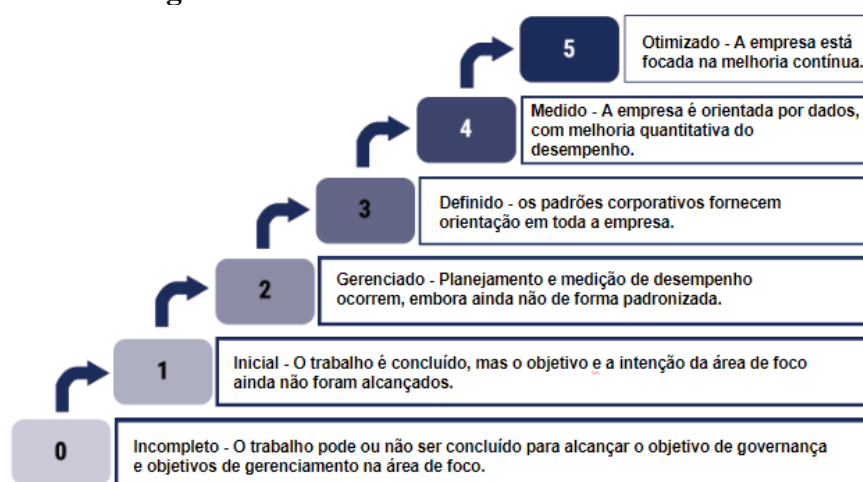 g
5
Otimizado - A empresa está
focada na melhoria contínua.
4
Medido - A empresa é orientada por dados,
com melhoria quantitativa do
desempenho.
3
Definido - os padrões corporativos fornecem
orientação em toda a empresa.
2
Gerenciado - Planejamento e medição de desempenho
ocorrem, embora ainda não de forma padronizada.
1
Inicial - O trabalho é concluído, mas o objetivo e a intenção da área de foco
ainda não foram alcançados.
0
Incompleto - O trabalho pode ou não ser concluído para alcançar o objetivo de governança
e objetivos de gerenciamento na área de foco.